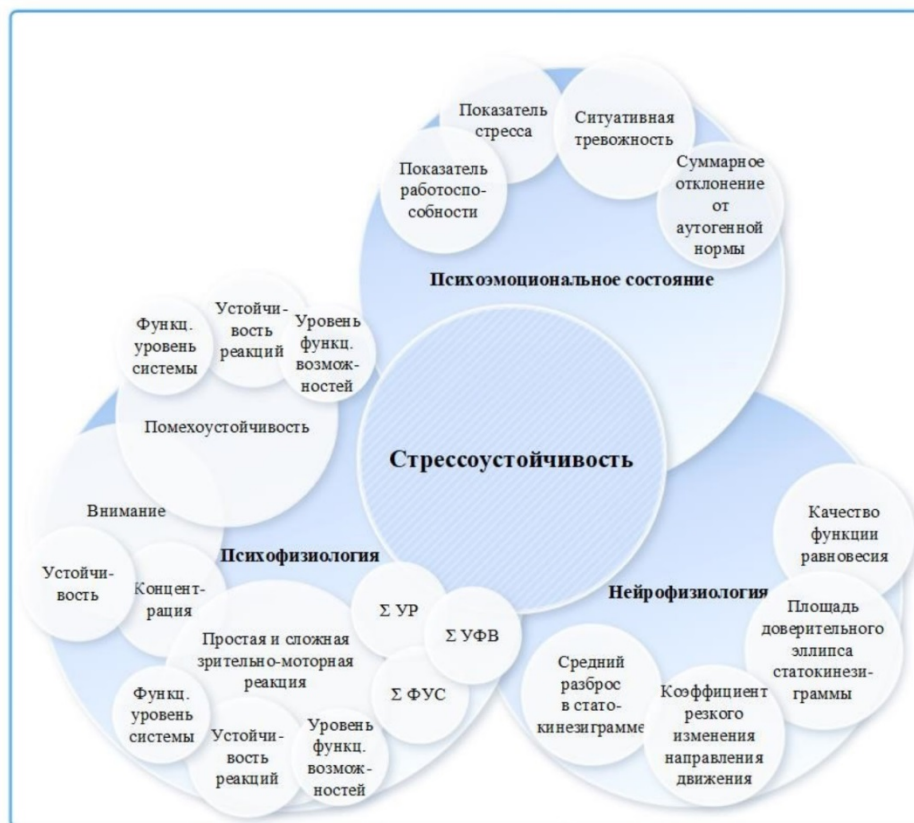 Показатель
стресса
Ситуативная
тревожность
Показатель
работоспо-
собности
Суммарное
отклонение
от
аутогенной
нормы
Психоэмоциональное состояние
Функц.
уровень
системы
Устойчи-
вость
реакций
Уровень
функц.
возмож-
ностей
Помехоустойчивость
Стрессоустойчивость
Внимание
Устойчи-
вость
Концент-
рация
Психофизиология
Простая и сложная
зрительно-моторная
реакция
Σ УР
Σ УФВ
Σ ФУС
Функц.
уровень
системы
Устойчи-
вость
реакций
Уровень
функц.
возмож-
ностей
Нейрофизиология
Качество
функции
равновесия
Площадь
доверительного
эллипса
статокинези-
граммы
Средний
разброс
в стато-
кинезиграмме
Коэффициент
резкого
изменения
направления
движения